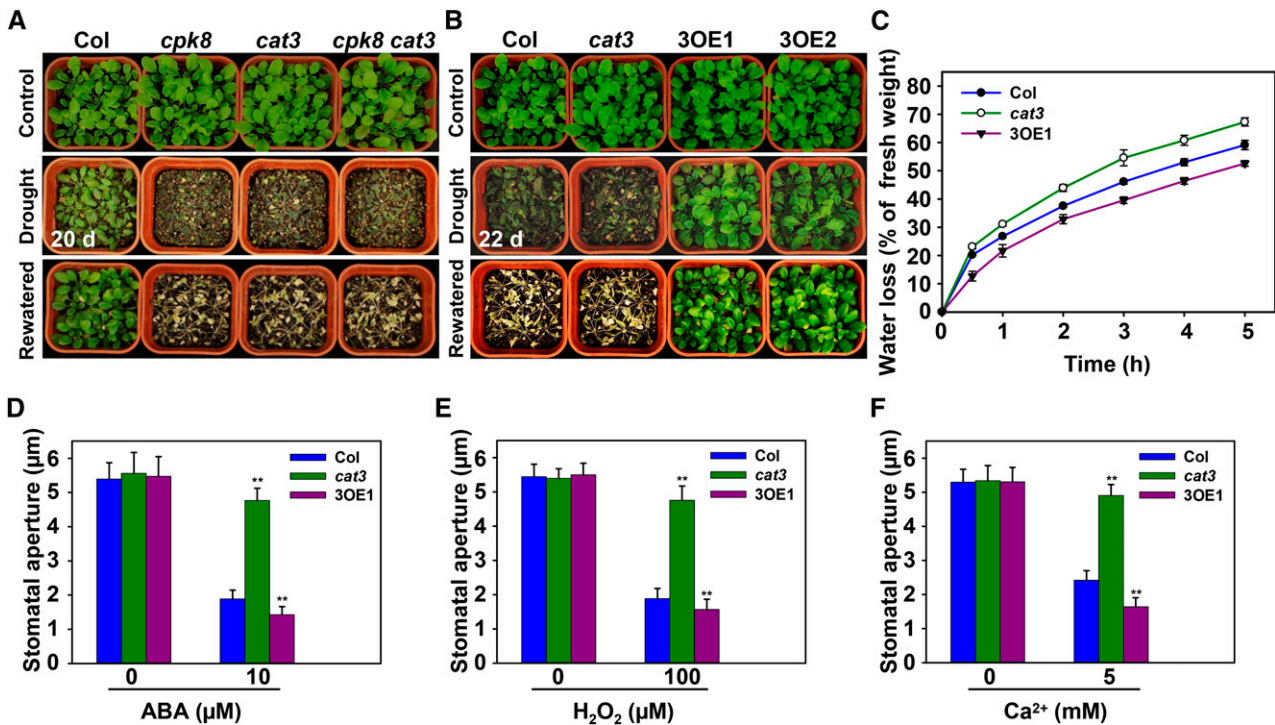 A
Col cpk8 cat3 cpk8 cat3
Control
Drought
20 d
Rewatered
B
Col cat3 3OE1 3OE2
Control
Drought
22 d
Rewatered
C
Water loss (% of fresh weight)
80
70
60
50
40
30
20
10
0
Col
cat3
3OE1
0 1 2 3 4 5
Time (h)
D
Stomatal aperture (µm)
6
5
4
3
2
1
0
Col
cat3
3OE1
**
**
0 10
ABA (µM)
E
Stomatal aperture (µm)
6
5
4
3
2
1
0
Col
cat3
3OE1
**
**
0 100
H₂O₂ (µM)
F
Stomatal aperture (µm)
6
5
4
3
2
1
0
Col
cat3
3OE1
**
**
0 5
Ca²⁺ (mM)